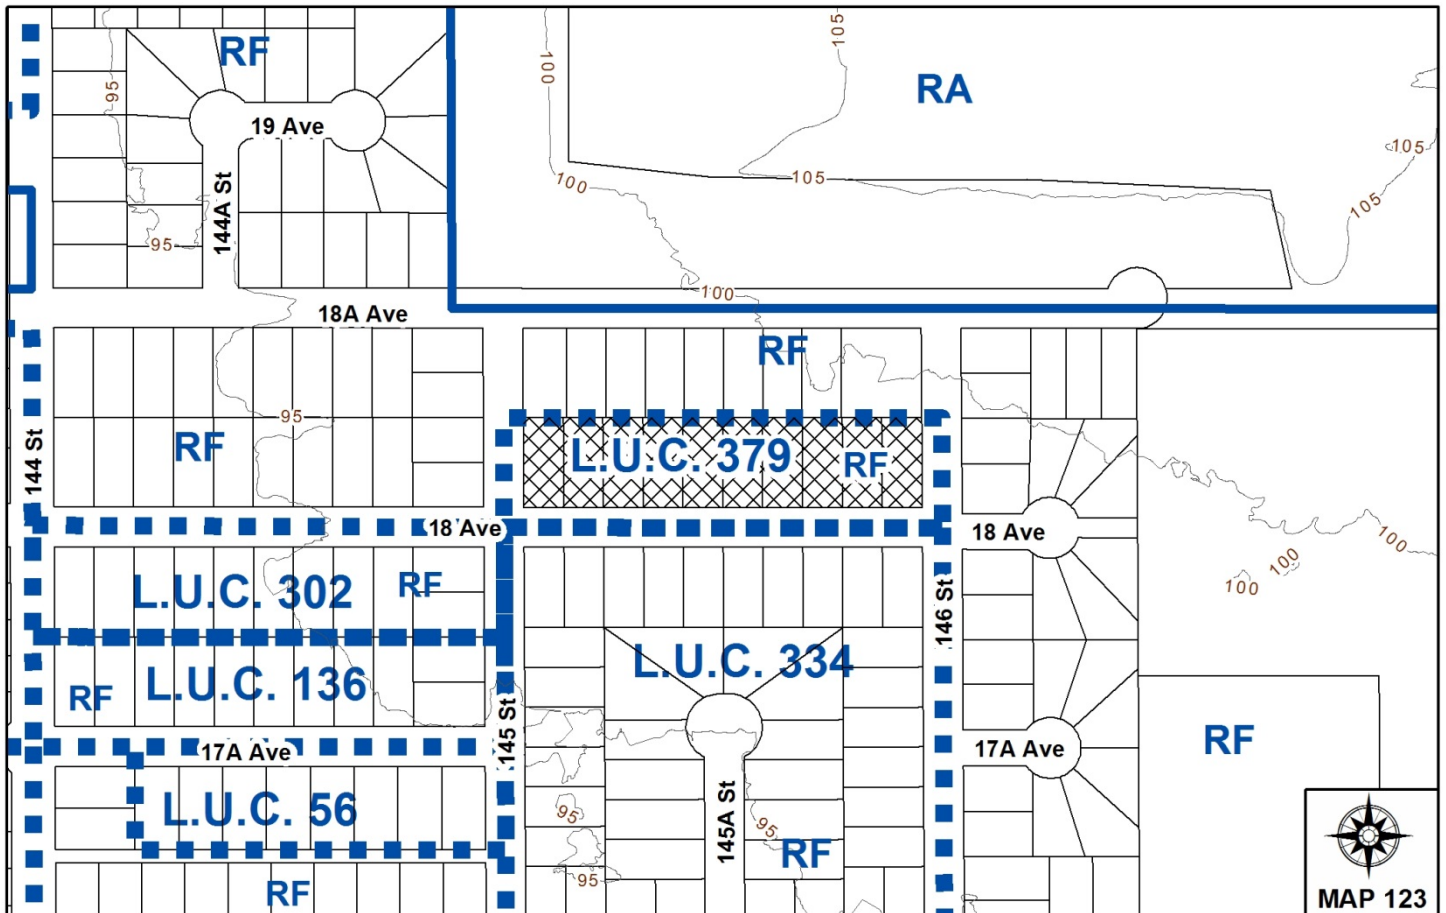 105
RF
RA
100
95
19 Ave
105
105
100
144A St
105
95
100
18A Ave
RF
95
RF
144 St
L.U.C. 379
RF
18 Ave
18 Ave
100
100
100
L.U.C. 302
RF
146 St
L.U.C. 334
RF
L.U.C. 136
145 St
17A Ave
17A Ave
RF
L.U.C. 56
95
95
145A St
RF
95
RF
MAP 123